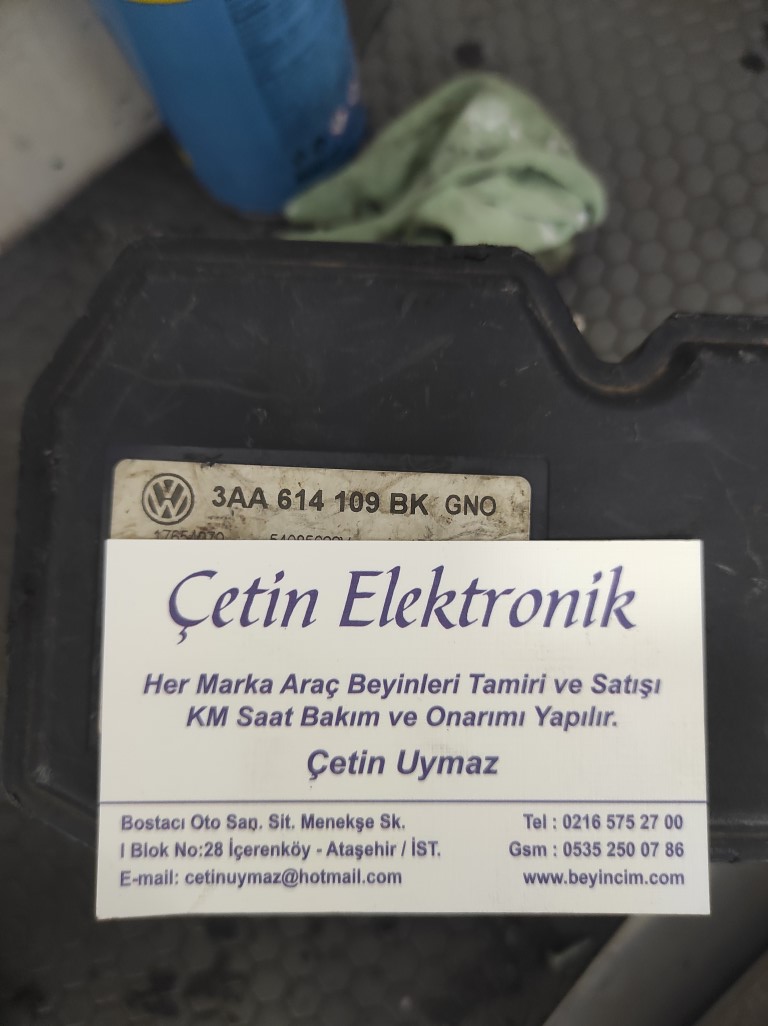 3AA 614 109 BK GNO
Çetin Elektronik
Her Marka Araç Beyinleri Tamiri ve Satışı
KM Saat Bakım ve Onarımı Yapılır.
Çetin Uymaz
Bostacı Oto San. Sit. Menekşe Sk.
I Blok No:28 İçerenköy - Ataşehir / İST.
E-mail: cetinuymaz@hotmail.com
Tel : 0216 575 27 00
Gsm : 0535 250 07 86
www.beyincim.com